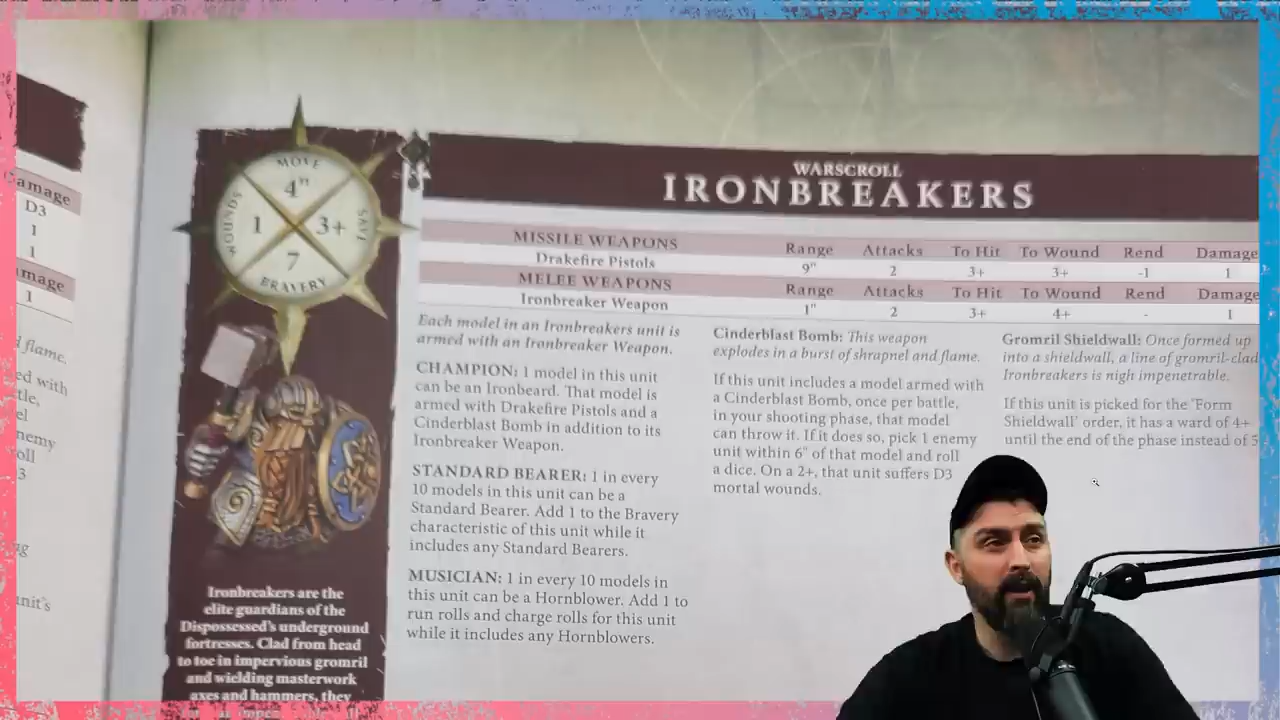 amage
D3
1
1
amage
1
flame.
ed with
tle,
el
nemy
oll
3
ng
unit's
MOVE
4"
WOUNDS
1
3+
SAVE
7
BRAVERY
Ironbreakers are the
elite guardians of the
Dispossessed's underground
fortresses. Clad from head
to toe in impervious gromril
and wielding masterwork
axes and hammers, they
WARSCROLL
IRONBREAKERS
MISSILE WEAPONS Range Attacks To Hit To Wound Rend Damage
Drakefire Pistols 9" 2 3+ 3+ -1 1
MELEE WEAPONS Range Attacks To Hit To Wound Rend Damage
Ironbreaker Weapon 1" 2 3+ 4+ - 1
Each model in an Ironbreakers unit is
armed with an Ironbreaker Weapon.
CHAMPION: 1 model in this unit
can be an Ironbeard. That model is
armed with Drakefire Pistols and a
Cinderblast Bomb in addition to its
Ironbreaker Weapon.
STANDARD BEARER: 1 in every
10 models in this unit can be a
Standard Bearer. Add 1 to the Bravery
characteristic of this unit while it
includes any Standard Bearers.
MUSICIAN: 1 in every 10 models in
this unit can be a Hornblower. Add 1 to
run rolls and charge rolls for this unit
while it includes any Hornblowers.
Cinderblast Bomb: This weapon
explodes in a burst of shrapnel and flame.
If this unit includes a model armed with
a Cinderblast Bomb, once per battle,
in your shooting phase, that model
can throw it. If it does so, pick 1 enemy
unit within 6" of that model and roll
a dice. On a 2+, that unit suffers D3
mortal wounds.
Gromril Shieldwall: Once formed up
into a shieldwall, a line of gromril-clad
Ironbreakers is nigh impenetrable.
If this unit is picked for the 'Form
Shieldwall' order, it has a ward of 4+
until the end of the phase instead of 5